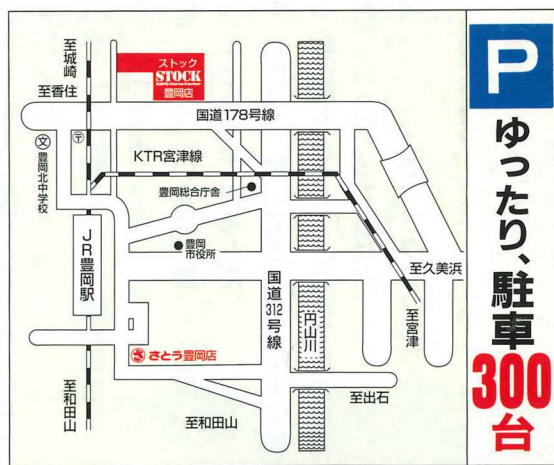 至城崎
至香住
ストック
STOCK
豊岡店
国道178号線
文
豊岡北中学校
〒
KTR宮津線
豊岡総合庁舎
豊岡市役所
JR豊岡駅
国道312号線
円山川
至久美浜
至宮津
さ さとう豊岡店
至出石
至和田山
至和田山
P
ゆったり、駐車
300
台